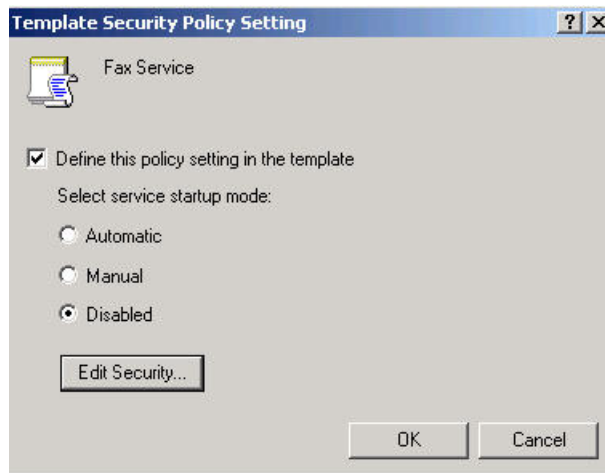 Template Security Policy Setting
Fax Service
Define this policy setting in the template
Select service startup mode:
Automatic
Manual
Disabled
Edit Security...
OK
Cancel